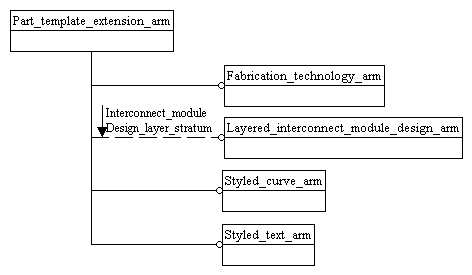 Part_template_extension_arm
Fabrication_technology_arm
Interconnect_module
Design_layer_stratum
Layered_interconnect_module_design_arm
Styled_curve_arm
Styled_text_arm